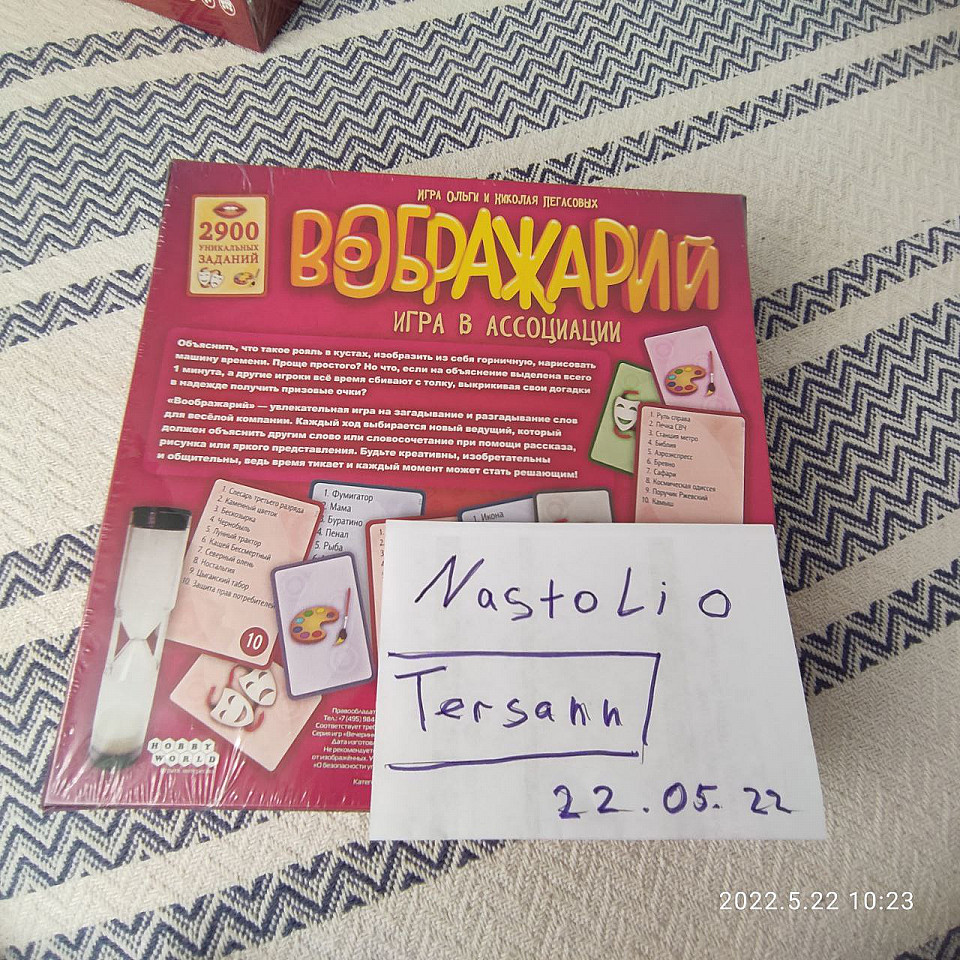 ИГРА ОЛЬГИ И НИКОЛАЯ ПЕГАСОВЫХ
ВООБРАЖАРИЙ
ИГРА В АССОЦИАЦИИ
2900
УНИКАЛЬНЫХ
ЗАДАНИЙ
Объяснить, что такое рояль в кустах, изобразить из себя горничную, нарисовать
машину времени. Проще простого? Но что, если на объяснение выделена всего
1 минута, а другие игроки всё время сбивают с толку, выкрикивая свои догадки
в надежде получить призовые очки?
«Воображарий» — увлекательная игра на загадывание и разгадывание слов
для весёлой компании. Каждый ход выбирается новый ведущий, который
должен объяснить другим слово или словосочетание при помощи рассказа,
рисунка или яркого представления. Будьте креативны, изобретательны
и общительны, ведь время тикает и каждый момент может стать решающим!
1. Руль справа
2. Печка СВЧ
3. Станция метро
4. Библия
5. Аэроэкспресс
6. Бревно
7. Сафари
8. Космическая одиссея
9. Поручик Ржевский
10. Камыш
1. Слесарь третьего разряда
2. Каменный цветок
3. Бескозырка
4. Чернобыль
5. Лунный трактор
6. Кащей Бессмертный
7. Северный олень
8. Ностальгия
9. Цыганский табор
10. Защита прав потребителей
10
1. Фумигатор
2. Мама
3. Буратино
4. Пенал
5. Рыба
1. Икона
HOBBY
WORLD
Тел.: +7(495) 984
Nastolio
Tersann
22.05.22
2022.5.22 10:23